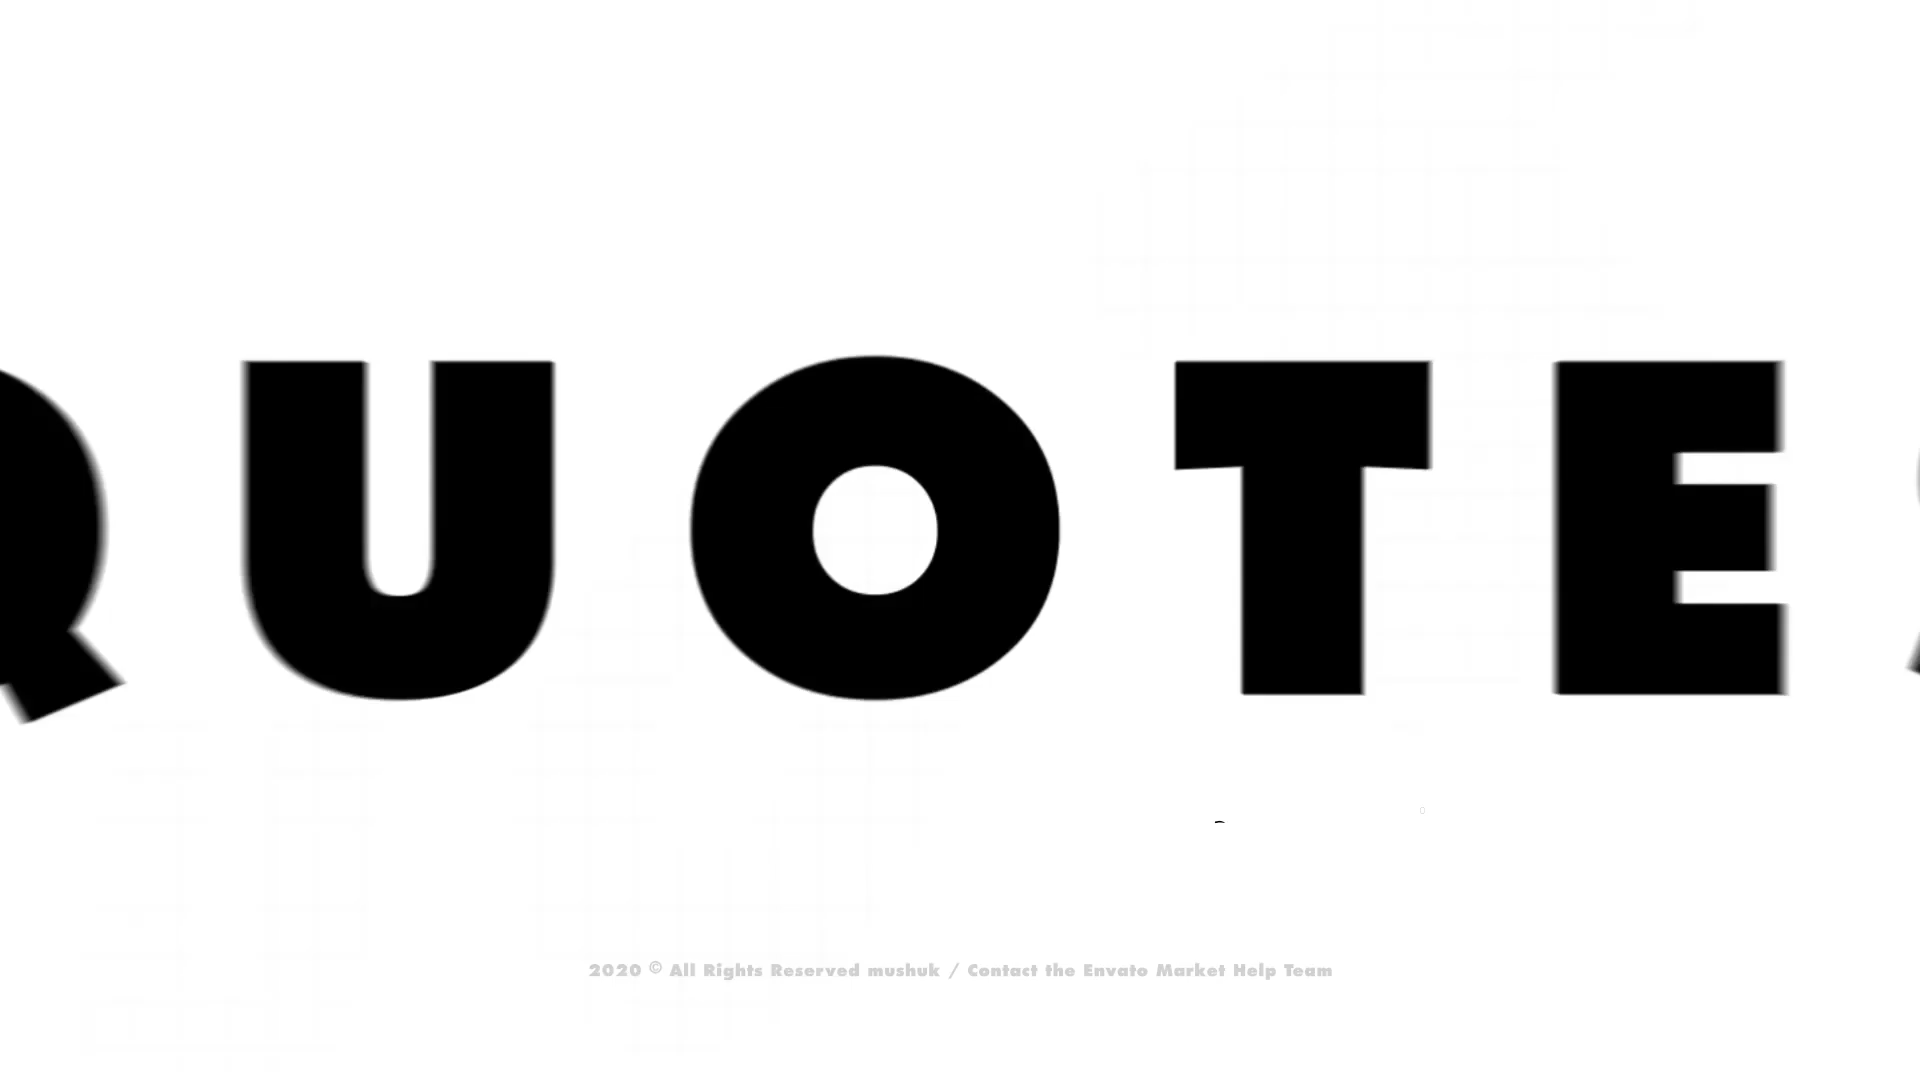 QUOTES
2020 © All Rights Reserved mushuk / Contact the Envato Market Help Team